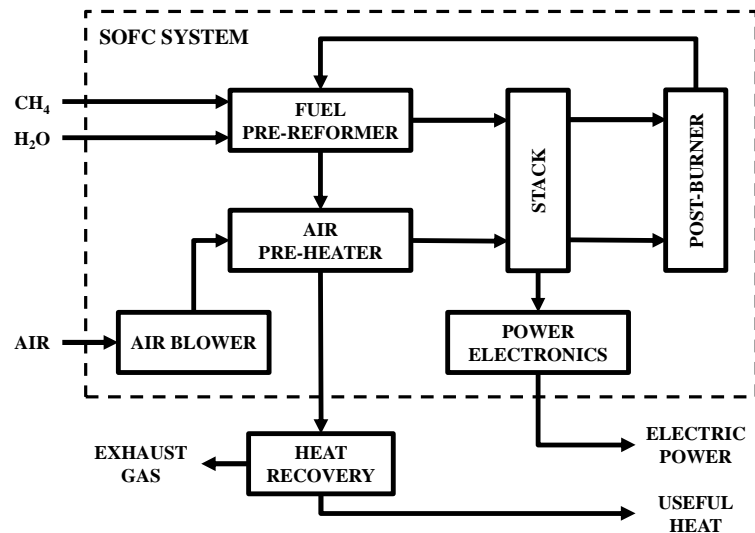 SOFC SYSTEM
CH₄
H₂O
FUEL
PRE-REFORMER
STACK
POST-BURNER
AIR
PRE-HEATER
AIR
AIR BLOWER
POWER
ELECTRONICS
EXHAUST
GAS
HEAT
RECOVERY
ELECTRIC
POWER
USEFUL
HEAT